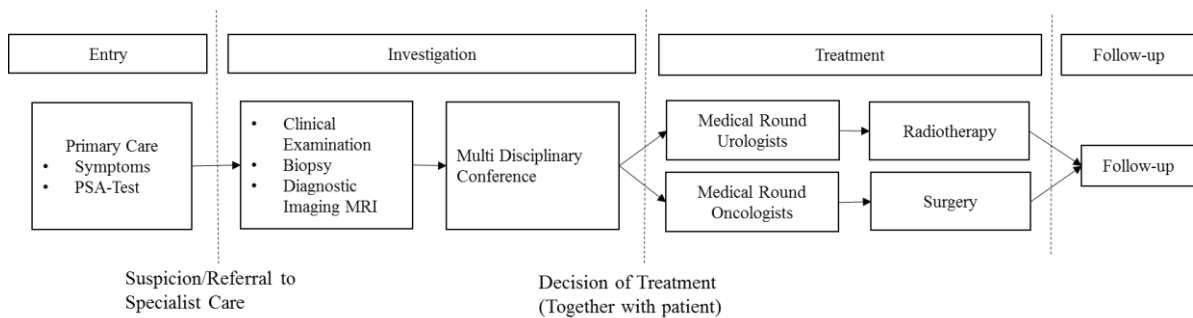 Entry
Investigation
Treatment
Follow-up
Primary Care
• Symptoms
• PSA-Test
• Clinical
Examination
• Biopsy
• Diagnostic
Imaging MRI
Multi Disciplinary
Conference
Medical Round
Urologists
Radiotherapy
Medical Round
Oncologists
Surgery
Follow-up
Suspicion/Referral to
Specialist Care
Decision of Treatment
(Together with patient)